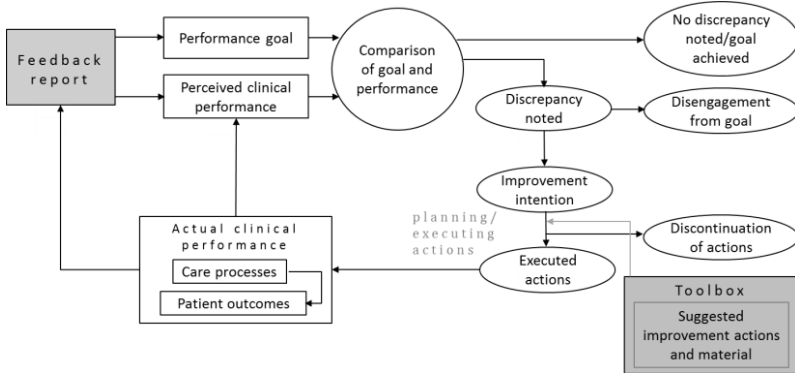 Feedback
report
Performance goal
Perceived clinical
performance
Comparison
of goal and
performance
No discrepancy
noted/goal
achieved
Discrepancy
noted
Disengagement
from goal
Improvement
intention
planning/
executing
actions
Discontinuation
of actions
Executed
actions
Actual clinical
performance
Care processes
Patient outcomes
Toolbox
Suggested
improvement actions
and material